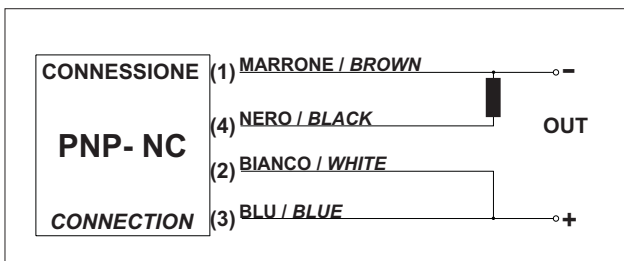 CONNESSIONE
PNP- NC
CONNECTION
(1) MARRONE / BROWN
(4) NERO / BLACK
(2) BIANCO / WHITE
(3) BLU / BLUE
-
OUT
+